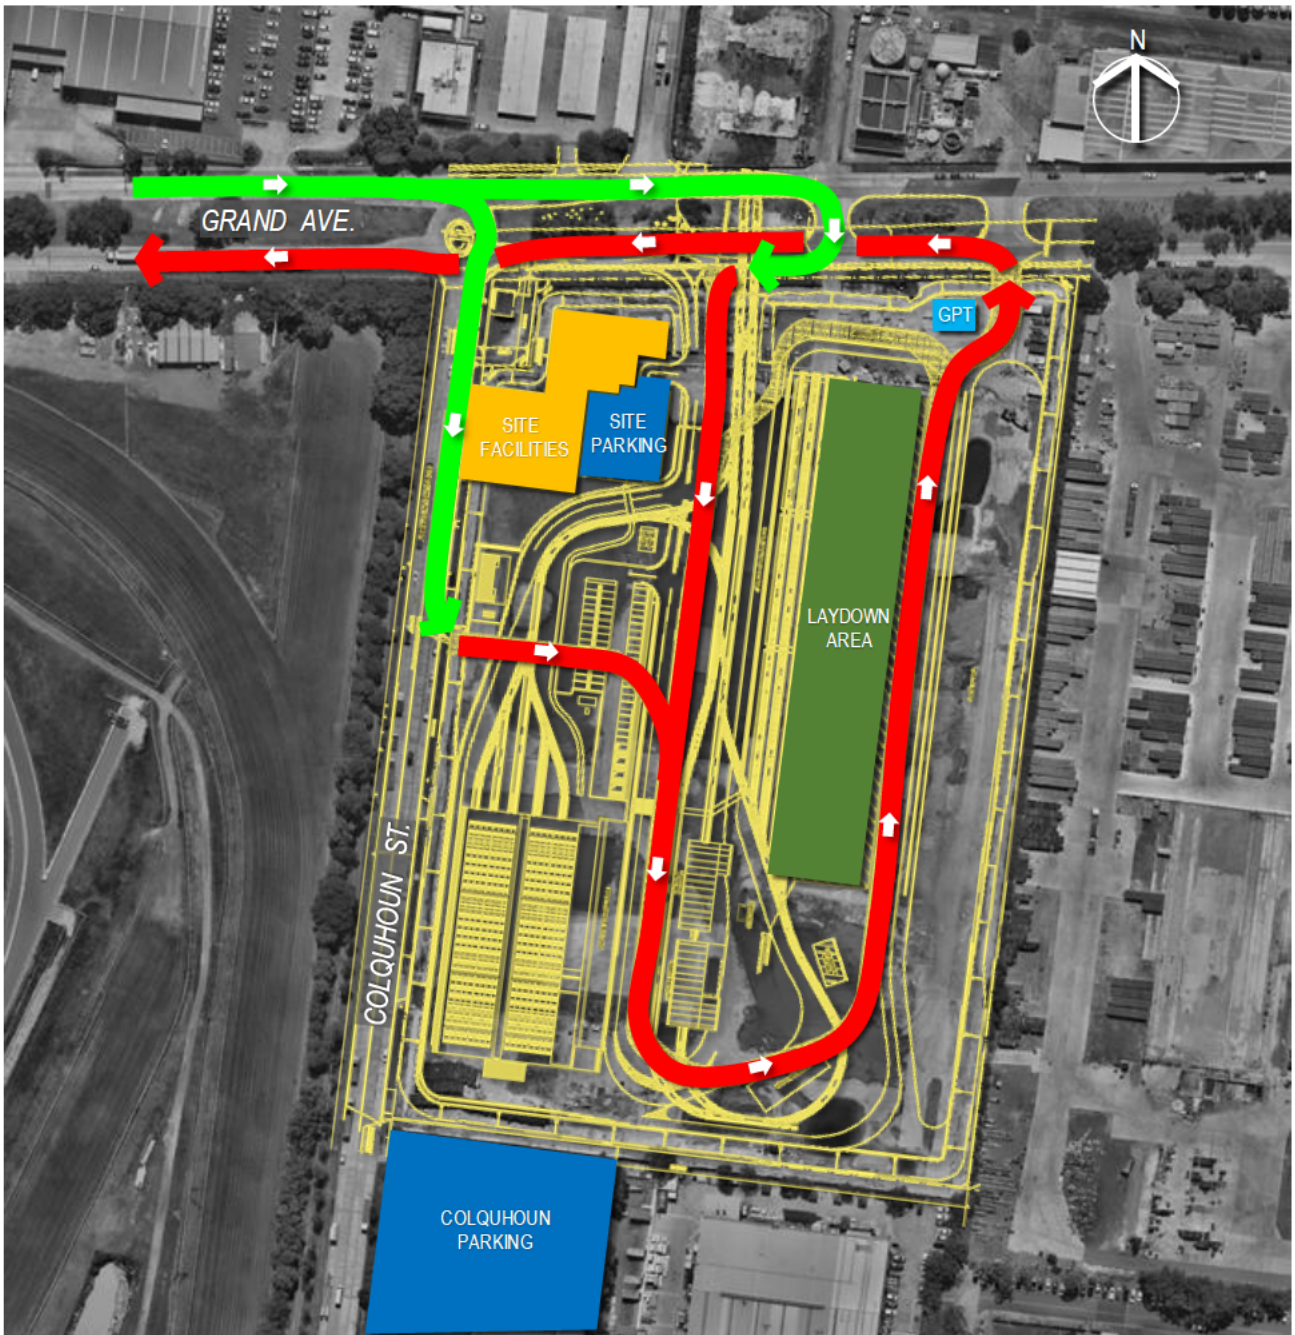 N
GRAND AVE.
GPT
SITE
FACILITIES
SITE
PARKING
LAYDOWN
AREA
COLQUHOUN ST.
COLQUHOUN
PARKING